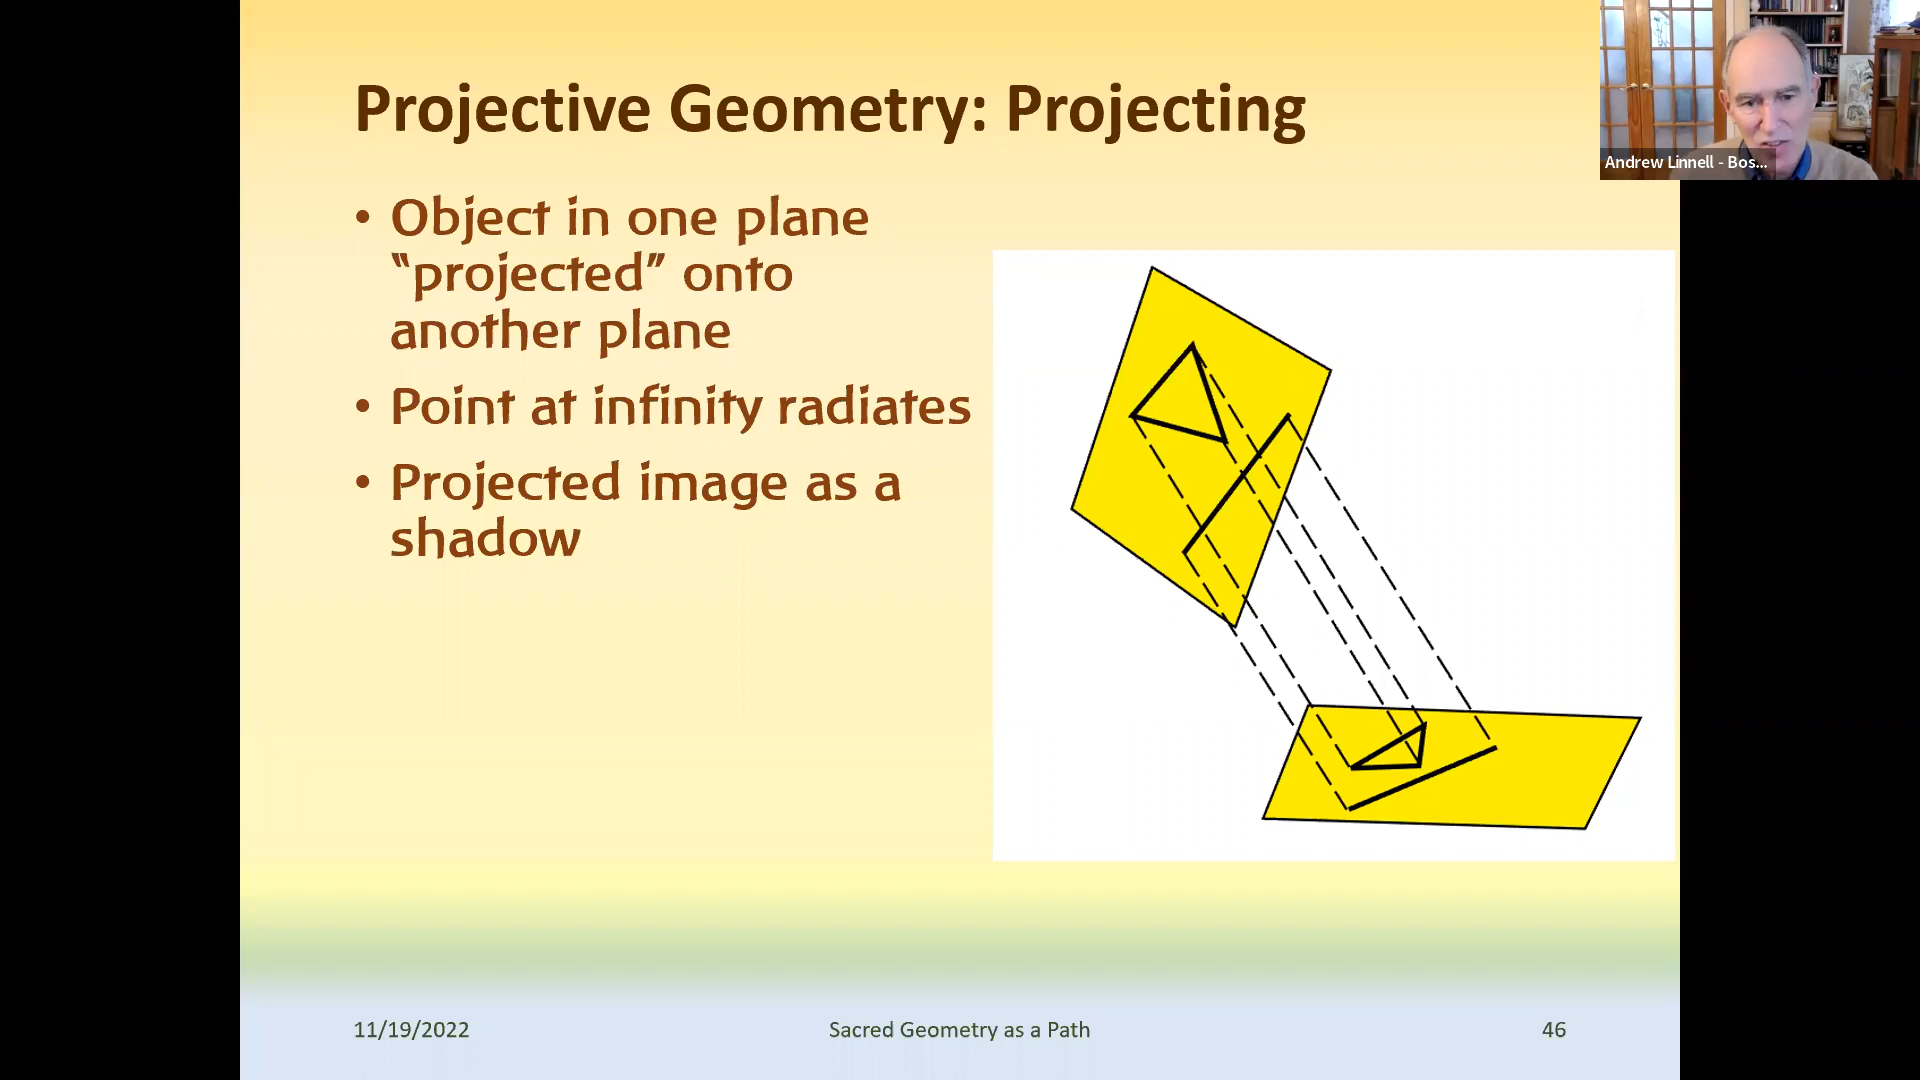 Projective Geometry: Projecting
• Object in one plane
“projected” onto
another plane
• Point at infinity radiates
• Projected image as a
shadow
Andrew Linnell - Bos...
11/19/2022
Sacred Geometry as a Path
46